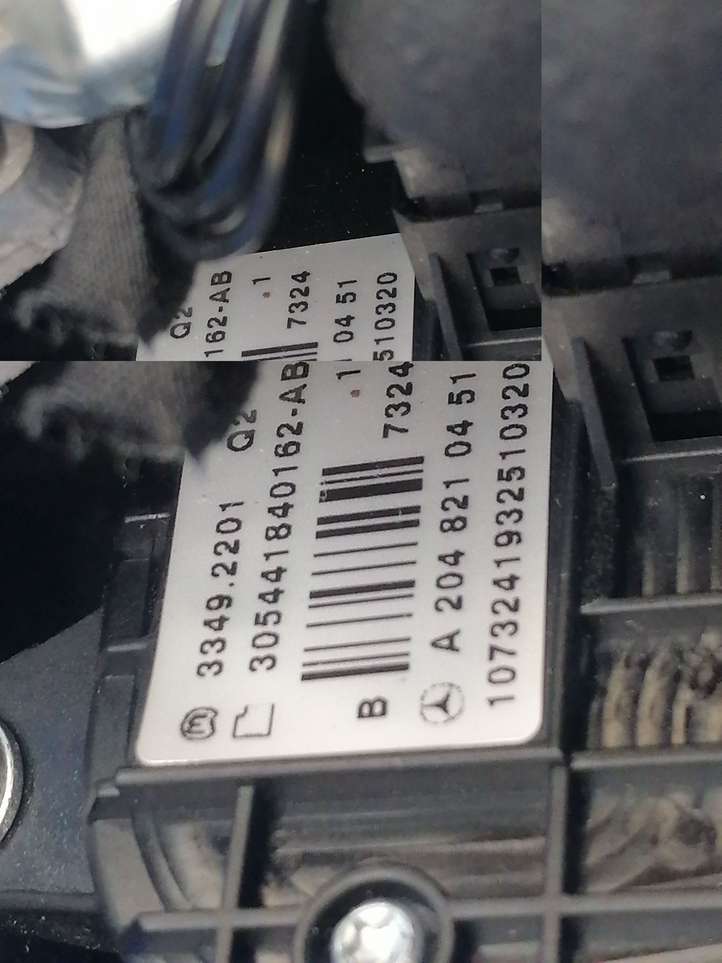 3349.2201 Q2
305441840162-AB
.1
B 7324
A 204 821 04 51
10732419325510320
162-AB
Q2
.1
7324
04 51
510320